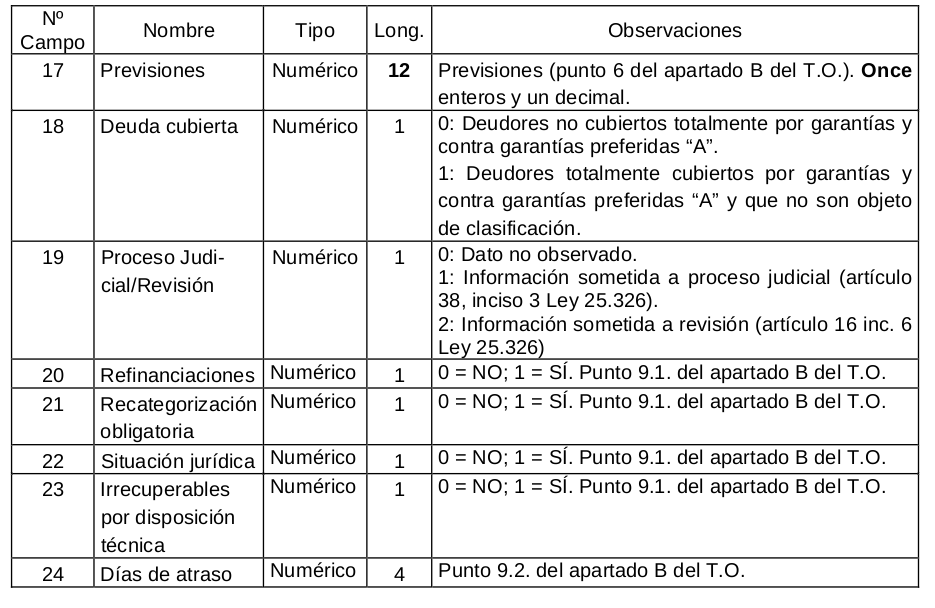 Nº Campo Nombre Tipo Long. Observaciones
17 Previsiones Numérico 12 Previsiones (punto 6 del apartado B del T.O.). Once
enteros y un decimal.
18 Deuda cubierta Numérico 1 0: Deudores no cubiertos totalmente por garantías y
contra garantías preferidas “A”.
1: Deudores totalmente cubiertos por garantías y
contra garantías preferidas “A” y que no son objeto
de clasificación.
19 Proceso Judi- Numérico 1 0: Dato no observado.
cial/Revisión 1: Información sometida a proceso judicial (artículo
38, inciso 3 Ley 25.326).
2: Información sometida a revisión (artículo 16 inc. 6
Ley 25.326)
20 Refinanciaciones Numérico 1 0 = NO; 1 = SÍ. Punto 9.1. del apartado B del T.O.
21 Recategorización Numérico 1 0 = NO; 1 = SÍ. Punto 9.1. del apartado B del T.O.
obligatoria
22 Situación jurídica Numérico 1 0 = NO; 1 = SÍ. Punto 9.1. del apartado B del T.O.
23 Irrecuperables Numérico 1 0 = NO; 1 = SÍ. Punto 9.1. del apartado B del T.O.
por disposición
técnica
24 Días de atraso Numérico 4 Punto 9.2. del apartado B del T.O.